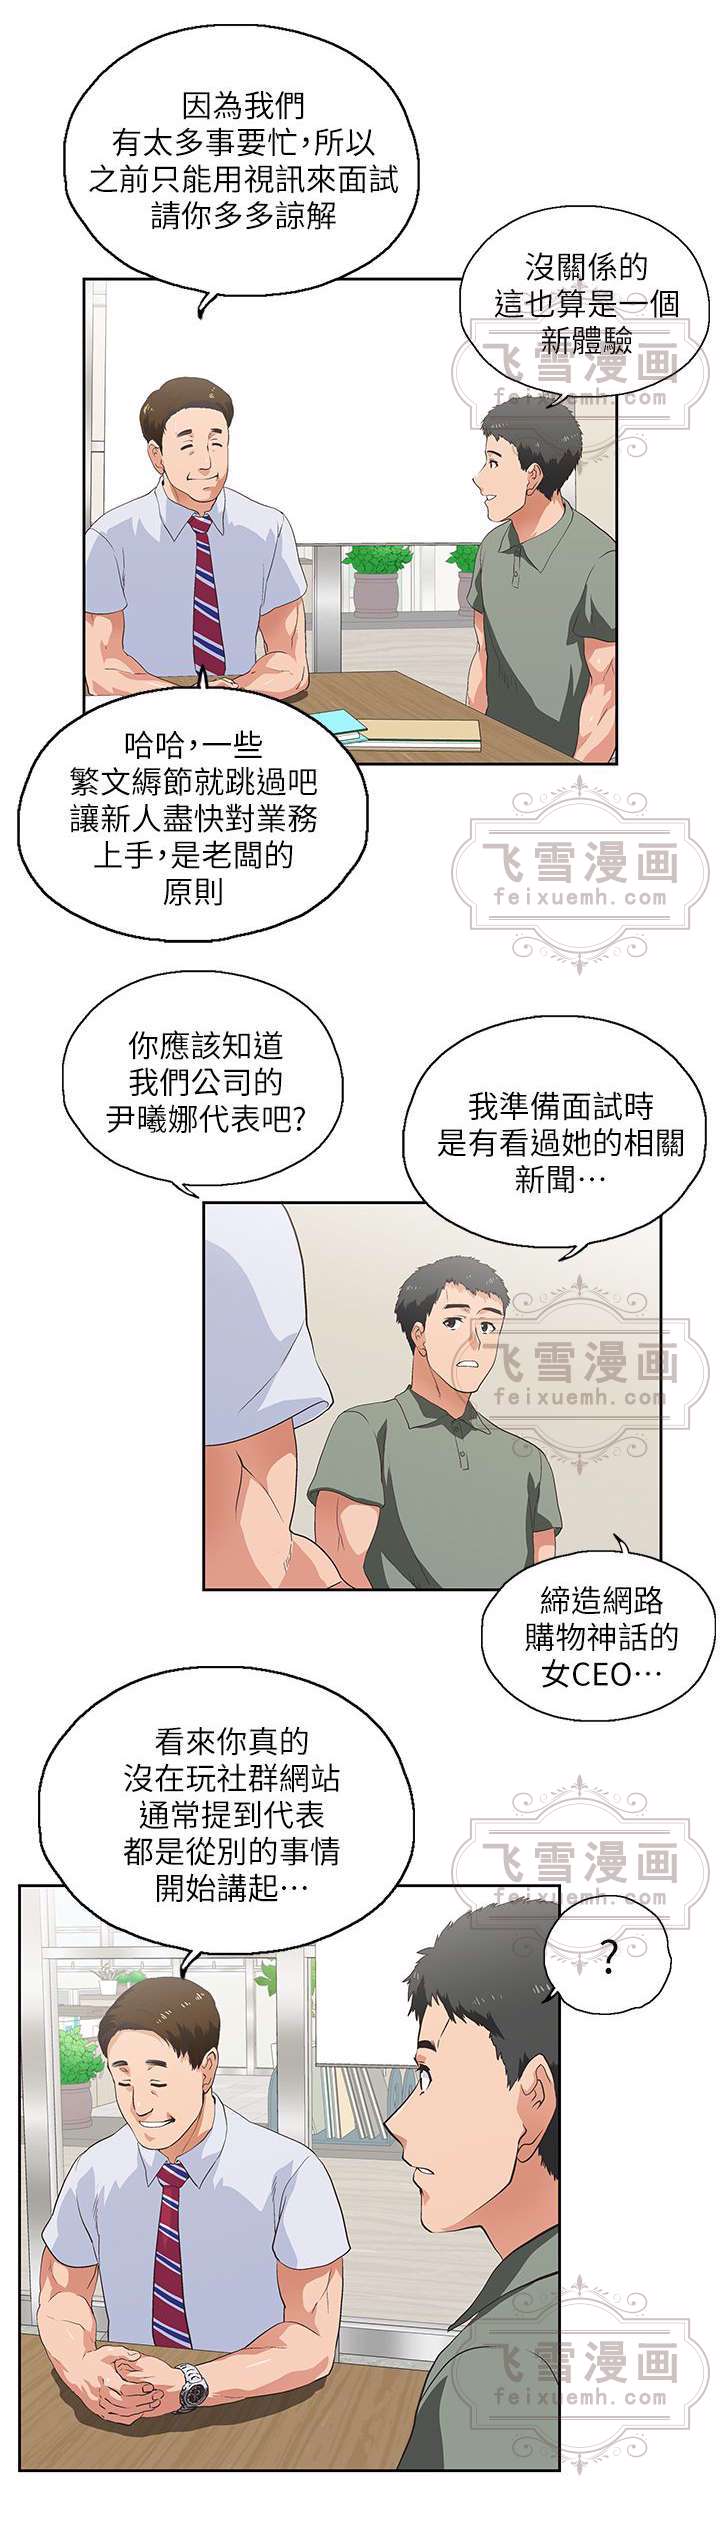 因為我們
有太多事要忙，所以
之前只能用視訊來面試
請你多多諒解
沒關係的
這也算是一個
新體驗
飞雪漫画
feixuemh.com
哈哈，一些
繁文縟節就跳過吧
讓新人盡快對業務
上手，是老闆的
原則
飞雪漫画
feixuemh.com
你應該知道
我們公司的
尹曦娜代表吧？
我準備面試時
是有看過她的相關
新聞⋯
飞雪漫画
feixuemh.com
締造網路
購物神話的
女CEO⋯
看來你真的
沒在玩社群網站
通常提到代表
都是從別的事情
開始講起⋯
飞雪漫画
feixuemh.com
？
飞雪漫画
feixuemh.com